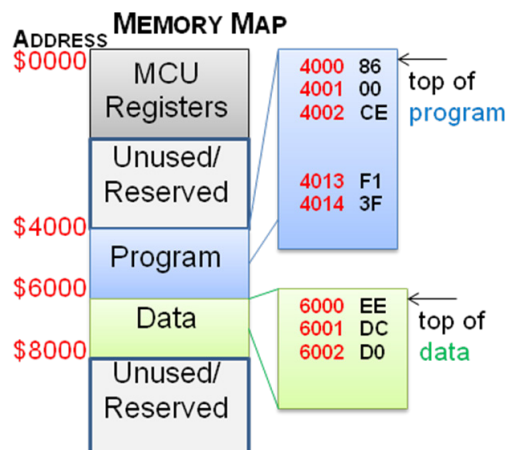 MEMORY MAP
ADDRESS
$0000
MCU
Registers
Unused/
Reserved
$4000
Program
$6000
Data
$8000
Unused/
Reserved
4000 86
4001 00
4002 CE
4013 F1
4014 3F
top of
program
6000 EE
6001 DC
6002 D0
top of
data